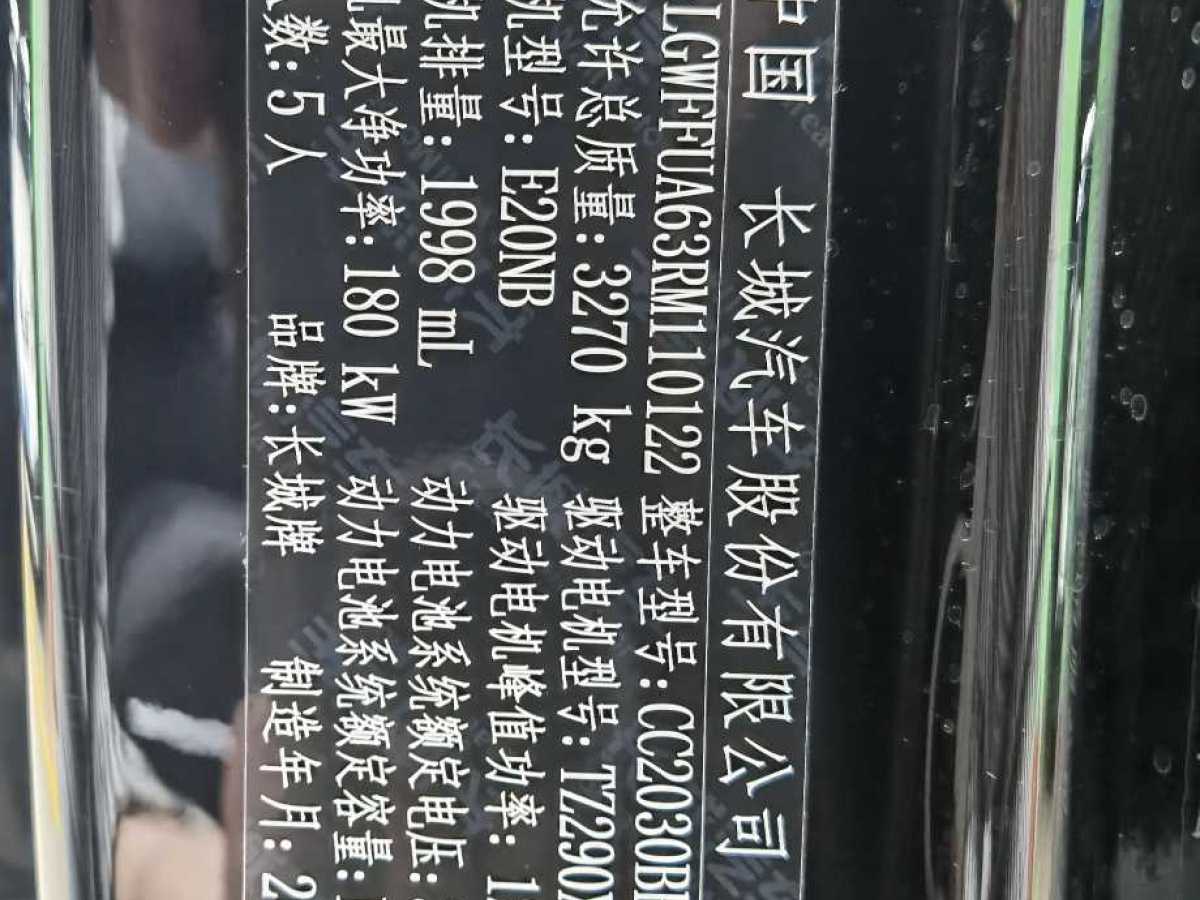 中国 长城汽车股份有限公司
LGWFFUA63RM110122 整车型号:CC2030B
允许总质量:3270 kg 驱动电机型号:TZ290X
机型号:E20NB 驱动电机峰值功率:1
机排量:1998 mL 动力电池系统额定电压:
机最大净功率:180 kW 动力电池系统额定容量:
数:5人 品牌:长城牌 制造年月:2